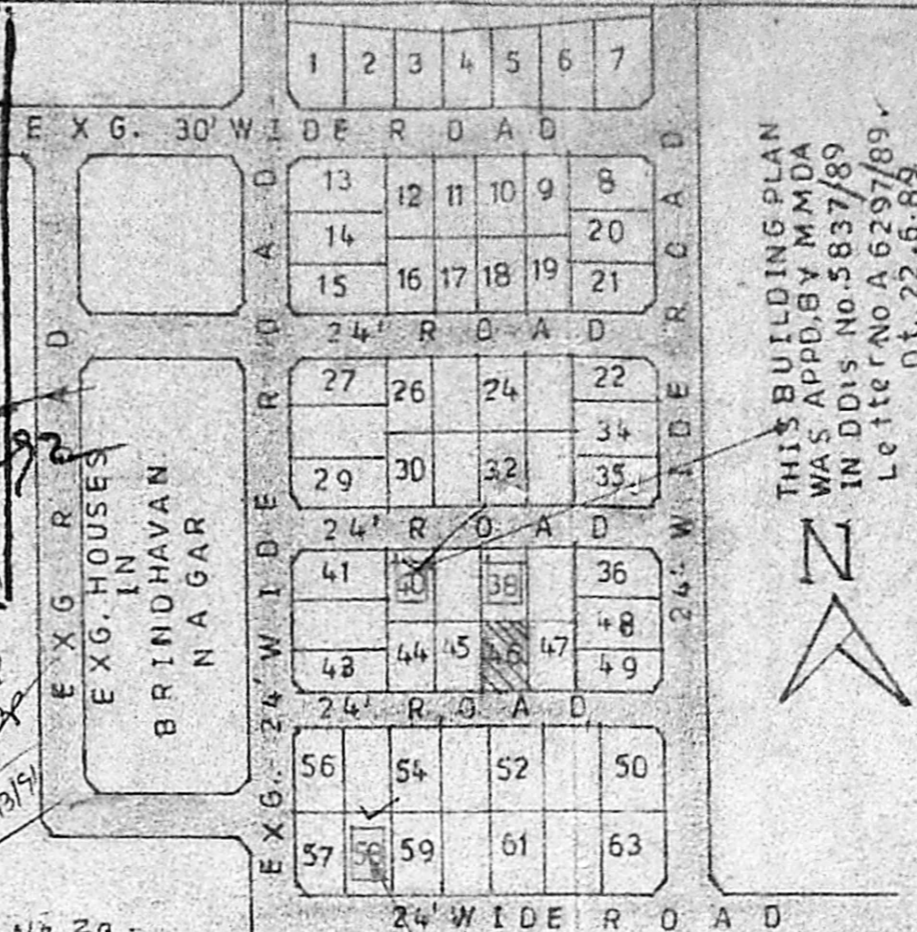 1 2 3 4 5 6 7
EXG. 30' WIDE ROAD
13 12 11 10 9 8
14 20
15 16 17 18 19 21
24' ROAD
27 26 24 22
34
29 30 32 35
24' ROAD
41 40 38 36
48
43 44 45 46 47 49
24' ROAD
56 54 52 50
57 58 59 61 63
24' WIDE ROAD
EXG ROAD
EXG. HOUSES
IN
BRINDHAVAN
NAGAR
EXG. 24' WIDE ROAD
24' WIDE ROAD
THIS BUILDING PLAN
WAS APPD, BY MMDA
IN DDIS No. 5837/89
Letter No A 6297/89.
Dt. 22.6.89
N